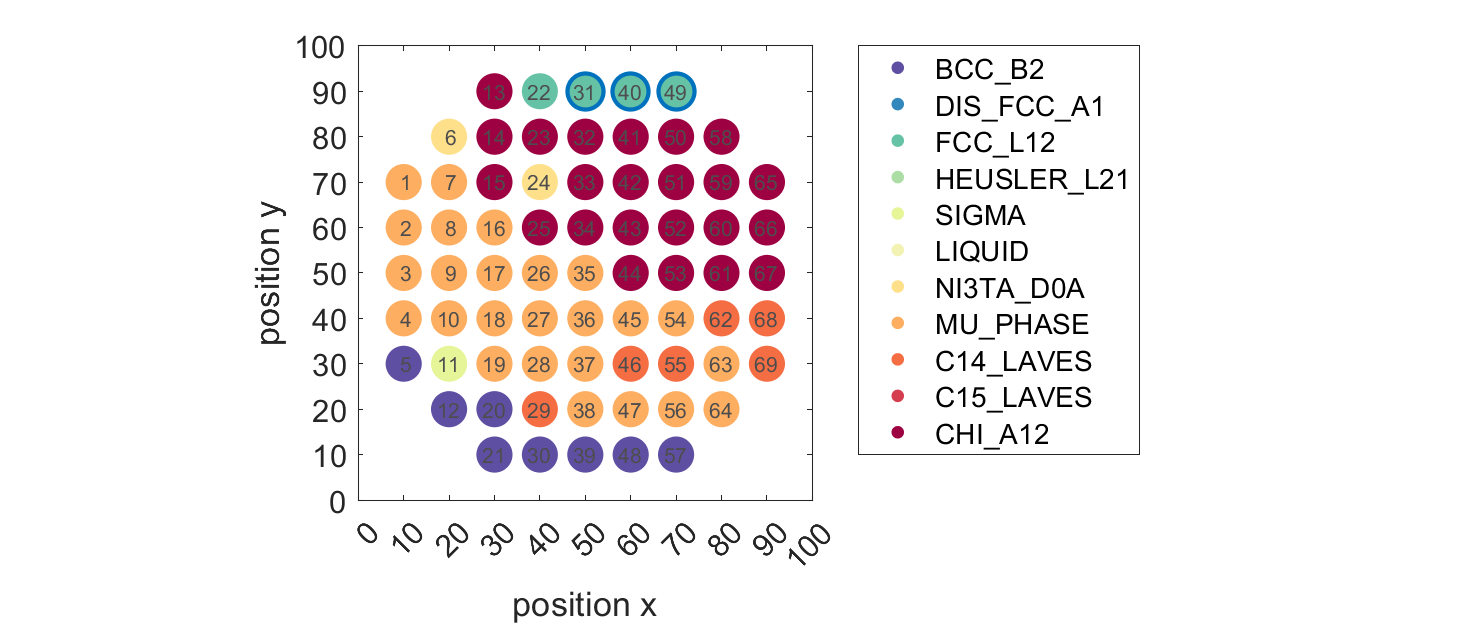 100
90
80
70
60
50
40
30
20
10
0
position y
13 22 31 40 49
6 14 23 32 41 50 58
1 7 15 24 33 42 51 59 65
2 8 16 25 34 43 52 60 66
3 9 17 26 35 44 53 61 67
4 10 18 27 36 45 54 62 68
5 11 19 28 37 46 55 63 69
12 20 29 38 47 56 64
21 30 39 48 57
0 10 20 30 40 50 60 70 80 90 100
position x
BCC_B2
DIS_FCC_A1
FCC_L12
HEUSLER_L21
SIGMA
LIQUID
NI3TA_D0A
MU_PHASE
C14_LAVES
C15_LAVES
CHI_A12